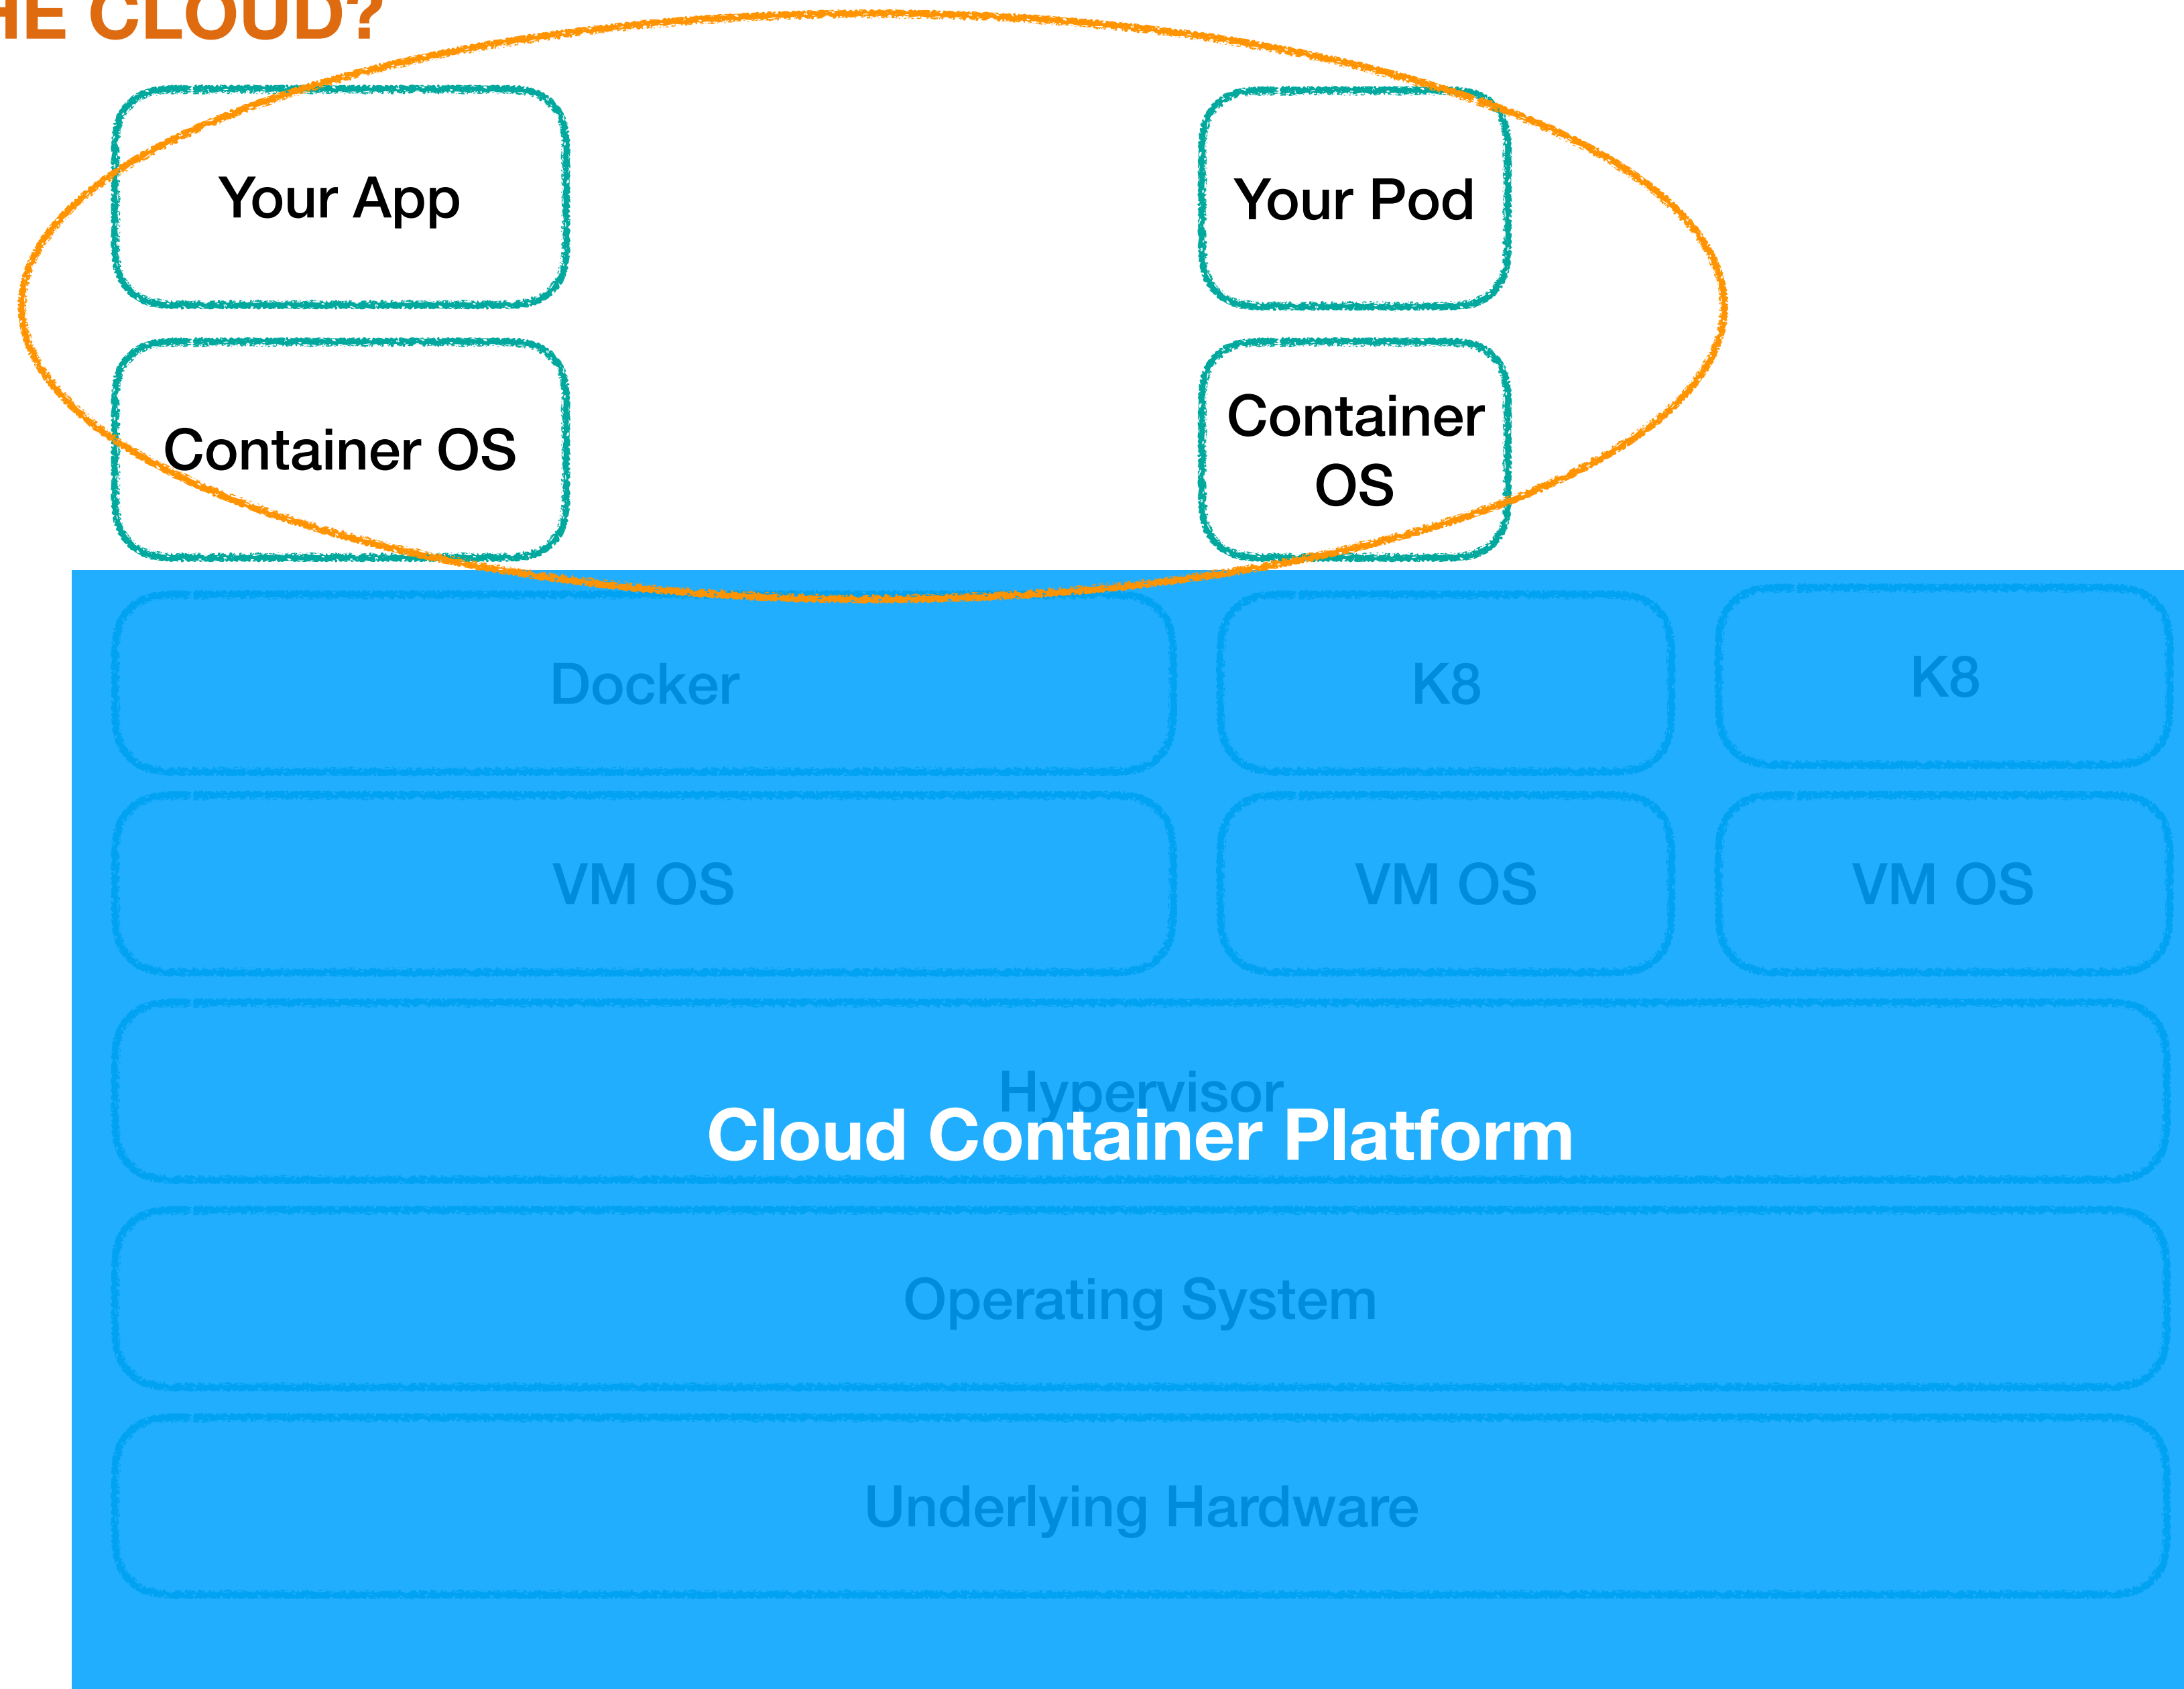 HE CLOUD?
Your App
Your Pod
Container OS
Container
OS
Docker
K8
K8
VM OS
VM OS
VM OS
Hypervisor
Cloud Container Platform
Operating System
Underlying Hardware